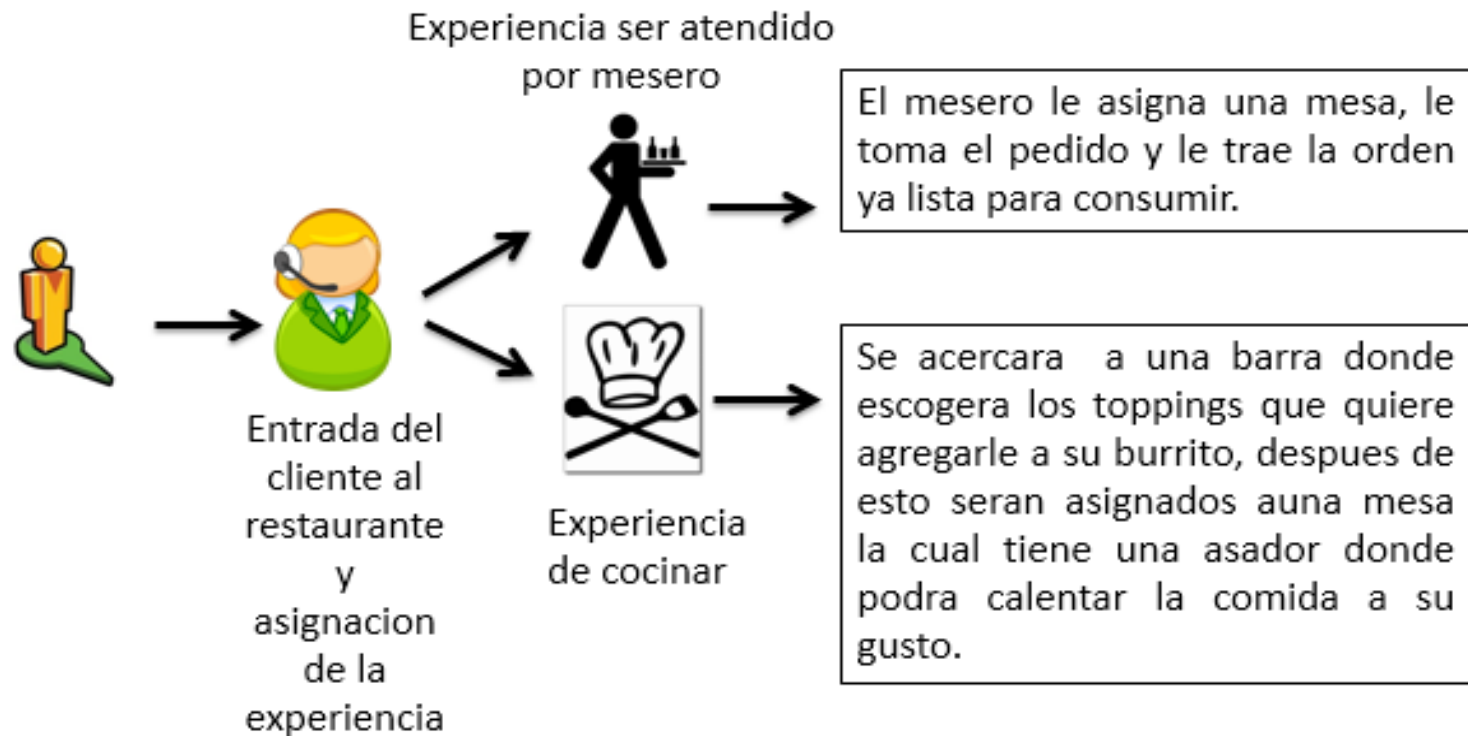 Experiencia ser atendido
por mesero
El mesero le asigna una mesa, le
toma el pedido y le trae la orden
ya lista para consumir.
Entrada del
cliente al
restaurante
y
asignacion
de la
experiencia
Experiencia
de cocinar
Se acercara a una barra donde
escogera los toppings que quiere
agregarle a su burrito, despues de
esto seran asignados auna mesa
la cual tiene una asador donde
podra calentar la comida a su
gusto.